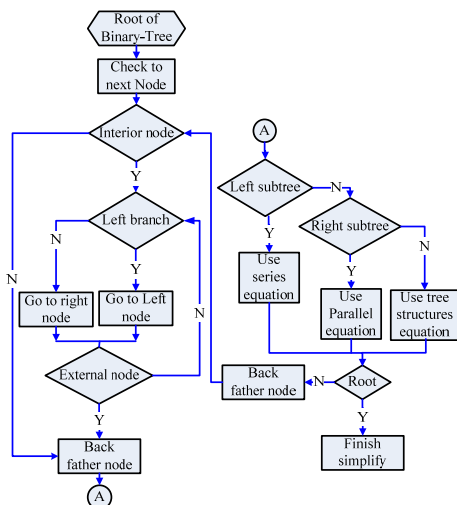 Root of
Binary-Tree
Check to
next Node
Interior node
Y
N
Left branch
N
Y
N
Go to right
node
Go to Left
node
External node
Y
Back
father node
A
A
Left subtree
N
Y
Right subtree
N
Y
Use
series
equation
Use
Parallel
equation
Use tree
structures
equation
Root
N
Back
father node
Y
Finish
simplify